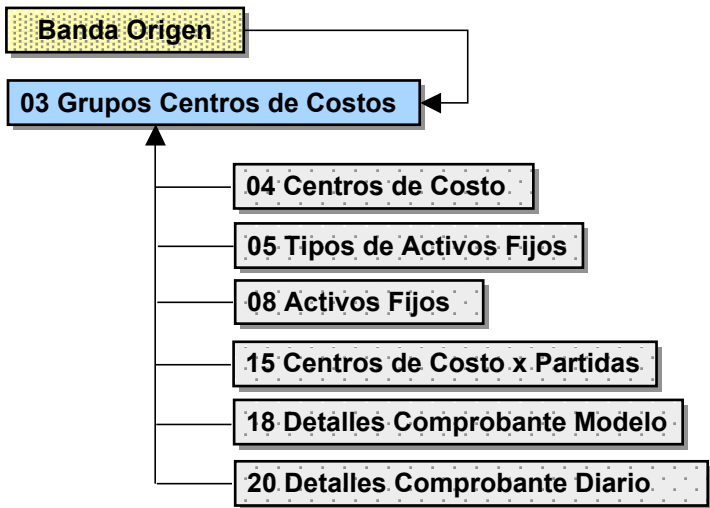 Banda Origen
03 Grupos Centros de Costos
04 Centros de Costo
05 Tipos de Activos Fijos
08 Activos Fijos
15 Centros de Costo x Partidas
18 Detalles Comprobante Modelo
20 Detalles Comprobante Diario